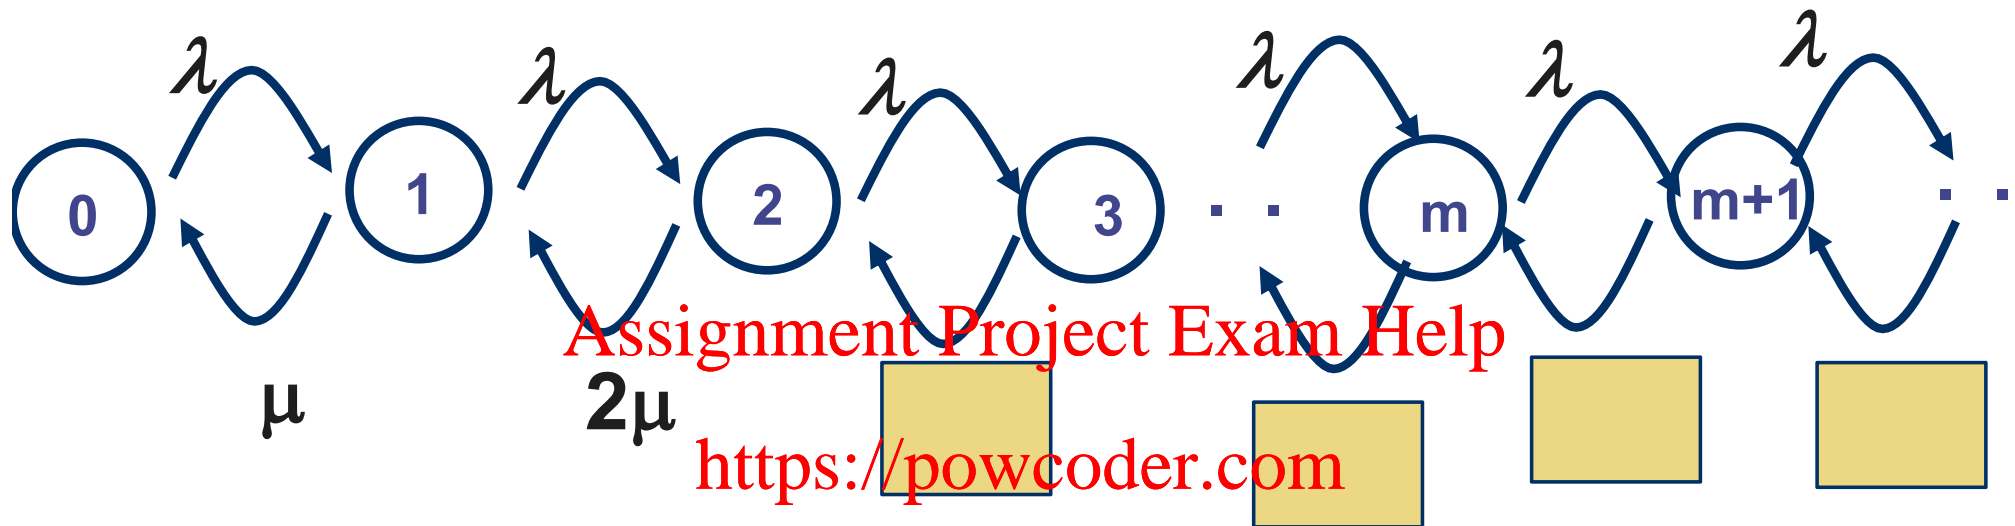 λ λ λ λ λ λ
0 1 2 3 . . m m+1 . .
Assignment Project Exam Help
μ 2μ
https://powcoder.com